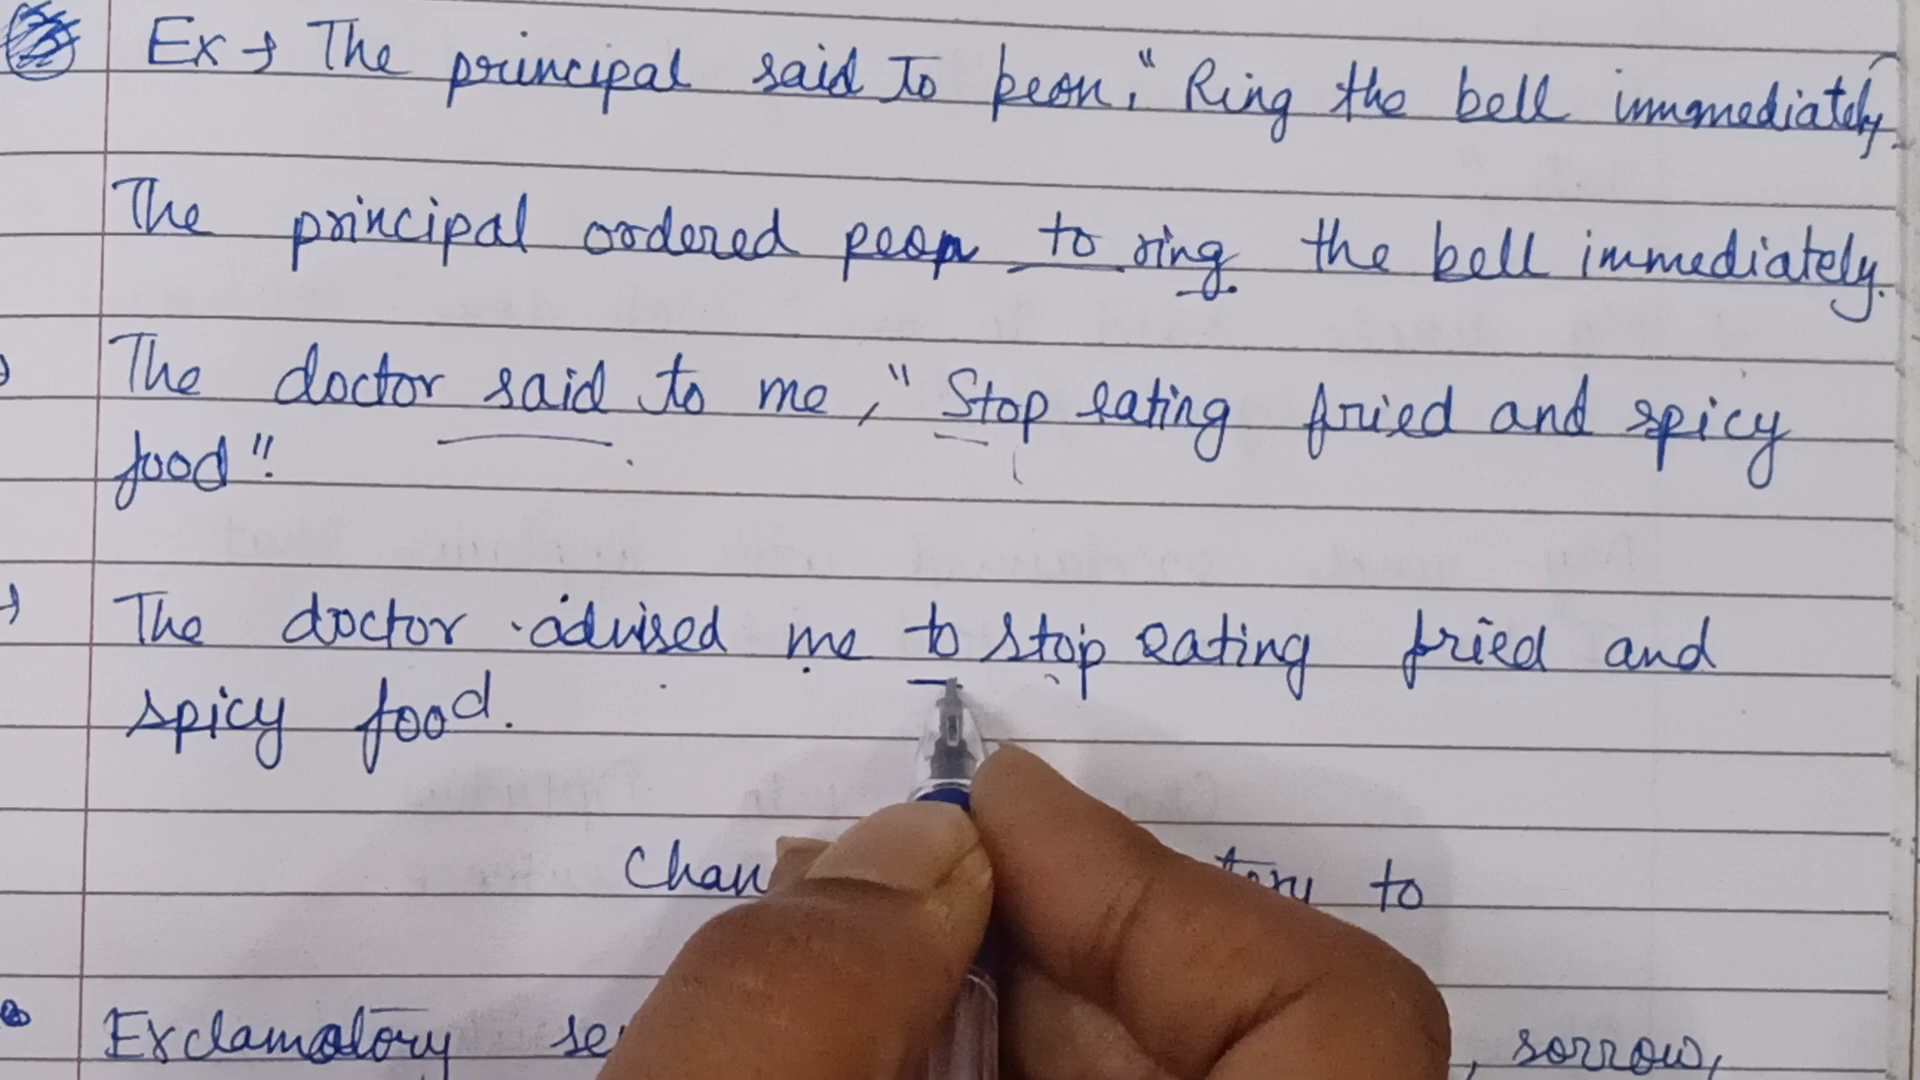 Ex → The principal said to peon, "Ring the bell immediately.
The principal ordered peon to ring the bell immediately.
The doctor said to me, "Stop eating fried and spicy
food".
→ The doctor advised me to stop eating fried and
spicy food.
to
Exclamatory , sorrow,